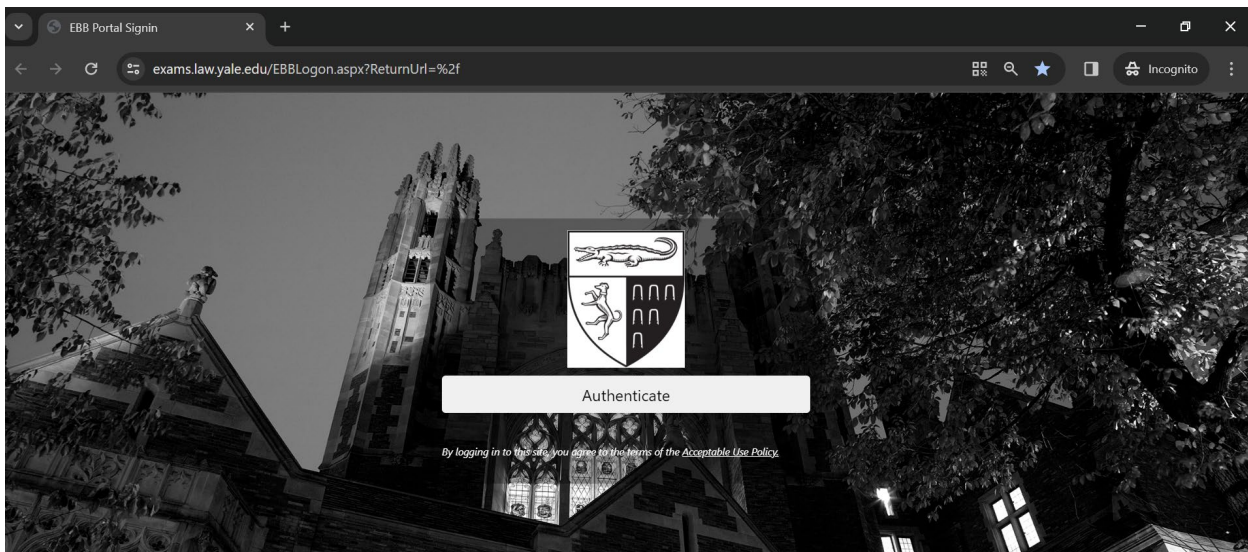 EBB Portal Signin
exams.law.yale.edu/EBBLogon.aspx?ReturnUrl=%2f
Incognito
Authenticate
By logging in to this site, you agree to the terms of the Acceptable Use Policy.